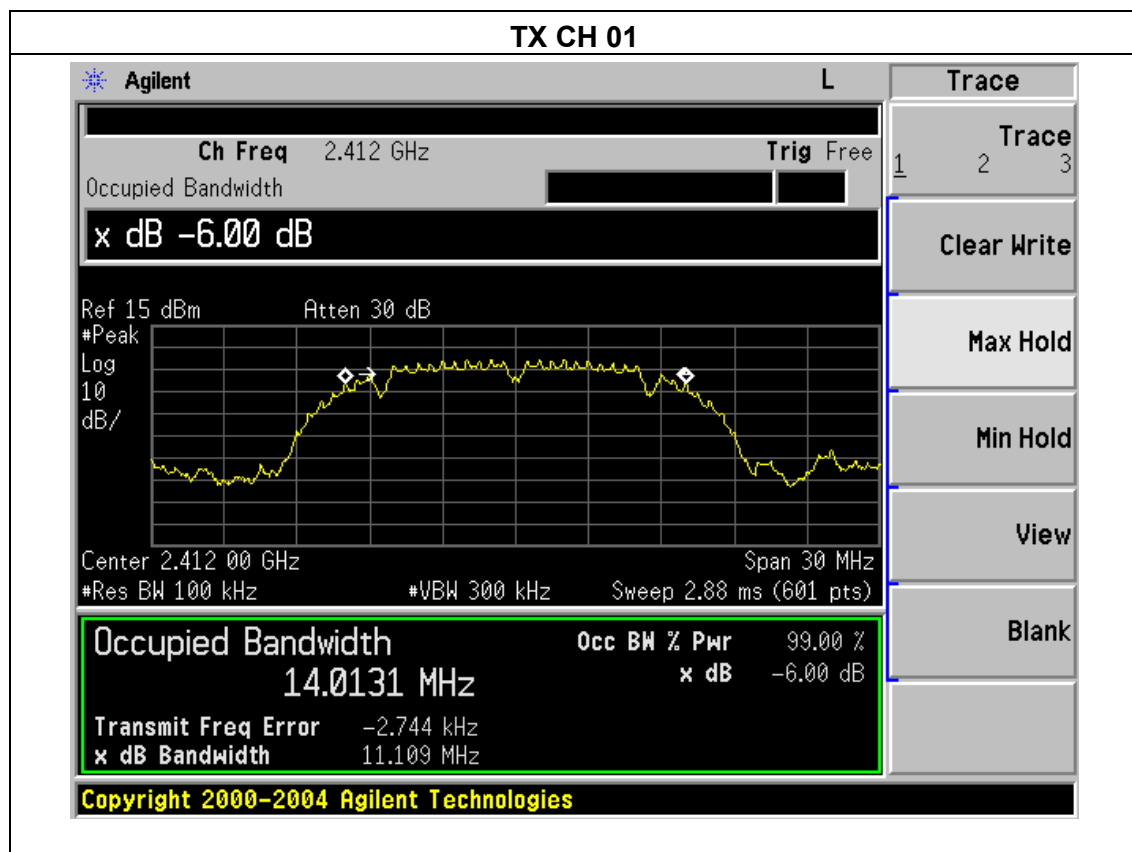 TX CH 01
Agilent L Trace
Ch Freq 2.412 GHz Trig Free
Occupied Bandwidth
x dB -6.00 dB
Ref 15 dBm Atten 30 dB
#Peak
Log
10
dB/
Center 2.412 00 GHz Span 30 MHz
#Res BW 100 kHz #VBW 300 kHz Sweep 2.88 ms (601 pts)
Occupied Bandwidth Occ BW % Pwr 99.00 %
14.0131 MHz x dB -6.00 dB
Transmit Freq Error -2.744 kHz
x dB Bandwidth 11.109 MHz
Copyright 2000-2004 Agilent Technologies
Trace
1 2 3
Clear Write
Max Hold
Min Hold
View
Blank